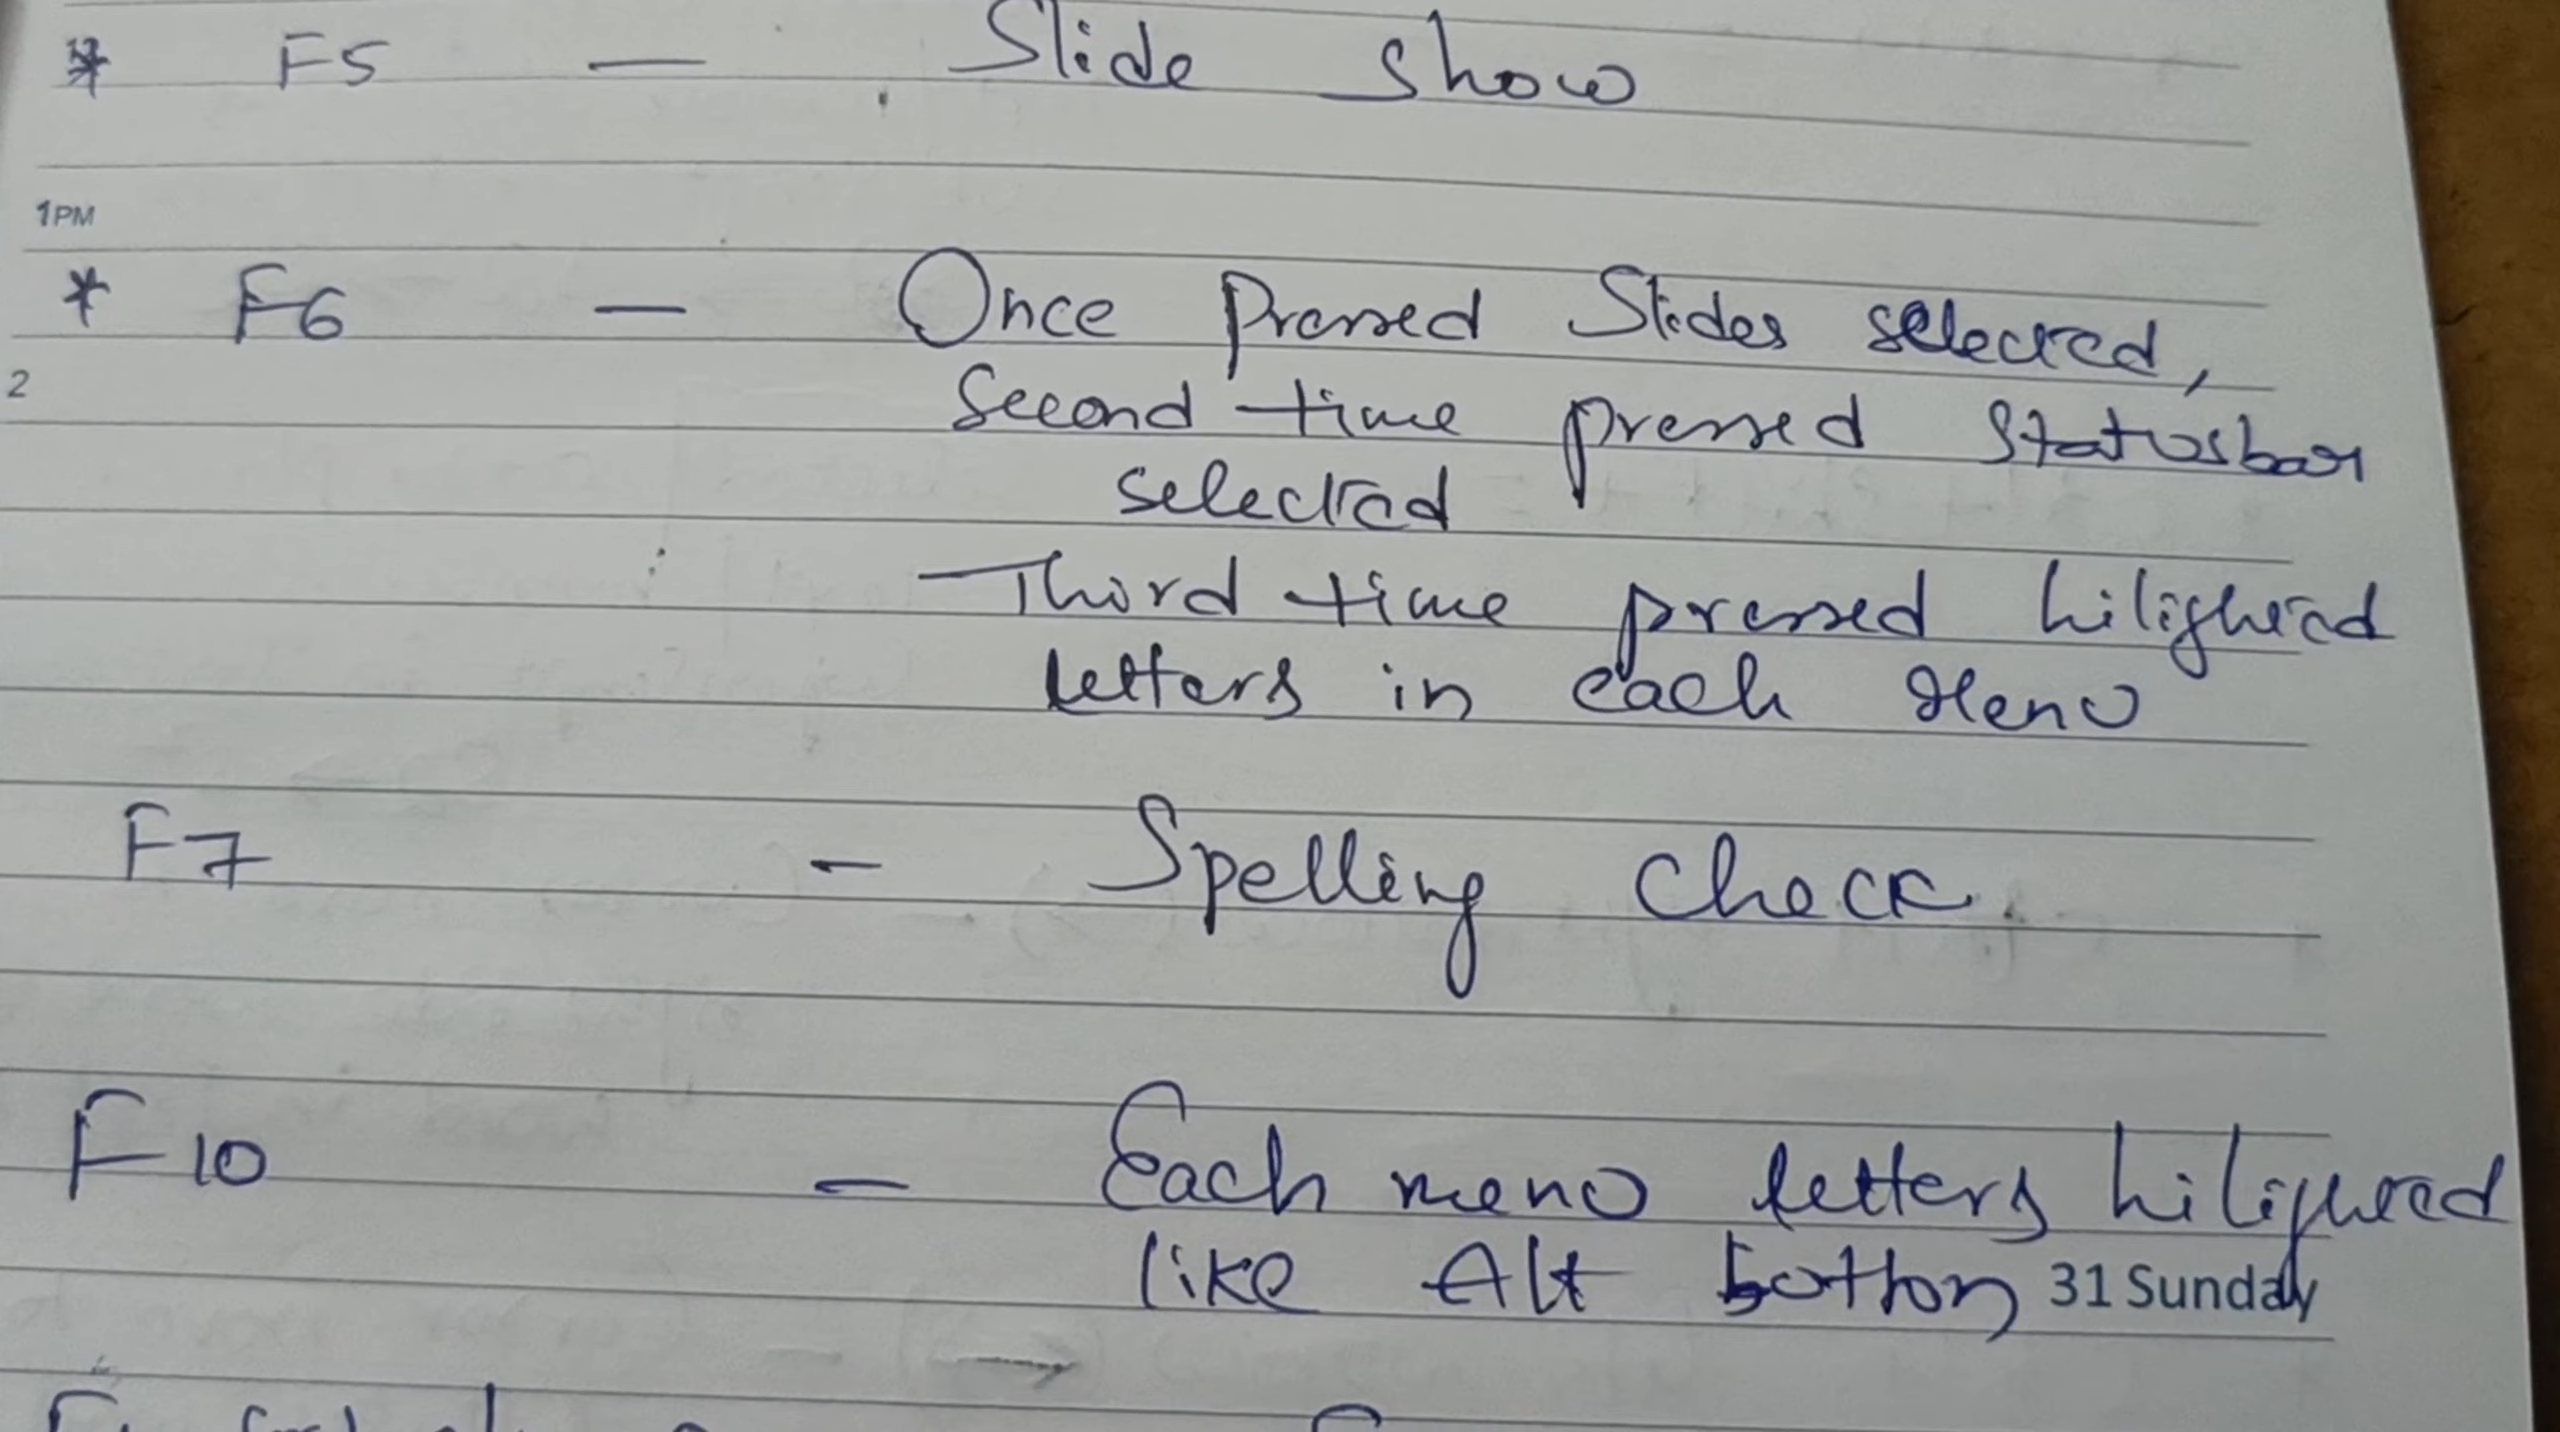 * F5 — Slide Show
1PM
* F6 — Once Pressed Slides selected,
2
Second time pressed Statusbar
selected
Third time pressed hilighted
letters in each Menu
F7 - Spelling Check
F10 — Each menu letters hilighted
like Alt botton 31 Sunday